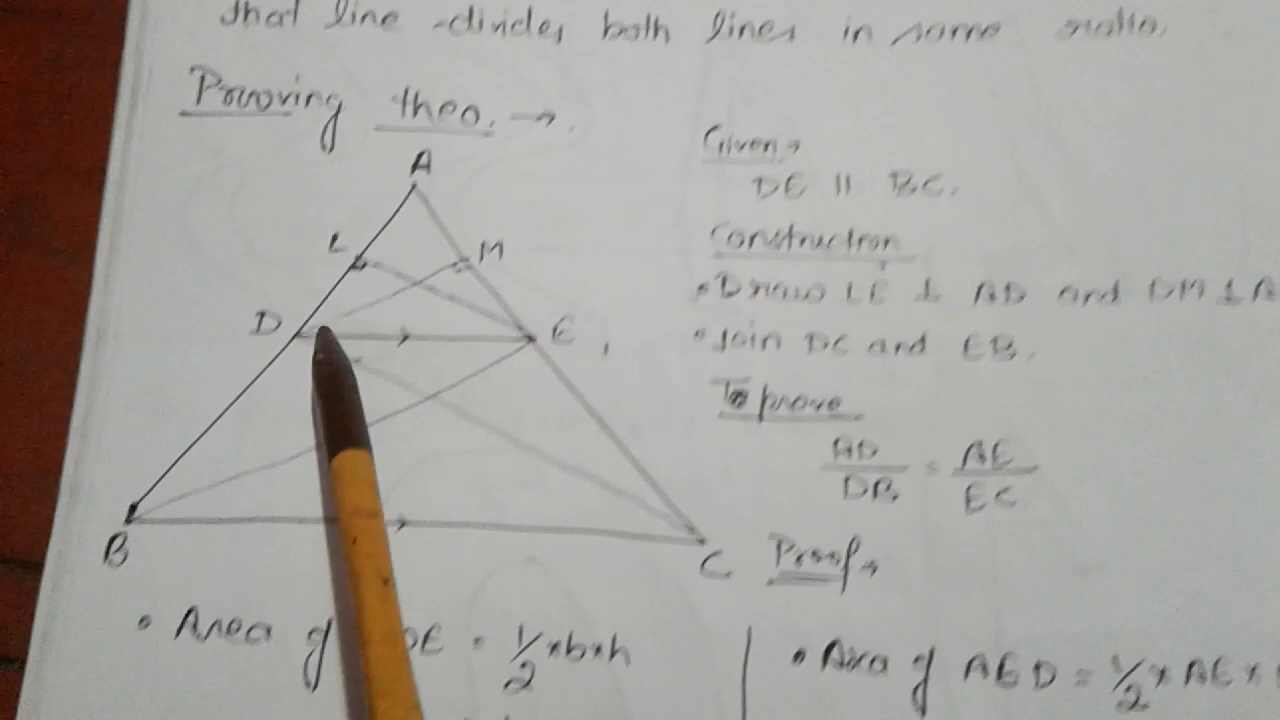 that line divides both lines in same ratio.
Prooving theo. →
Given →
DE || BC.
Construction
• Draw LE ⊥ AD and DM ⊥ A
• Join DC and EB.
To prove
AD/DB = AE/EC
A
L
M
D
E
B
C
Proof →
• Area of DE = 1/2 × b × h
• Area of AED = 1/2 × AE ×